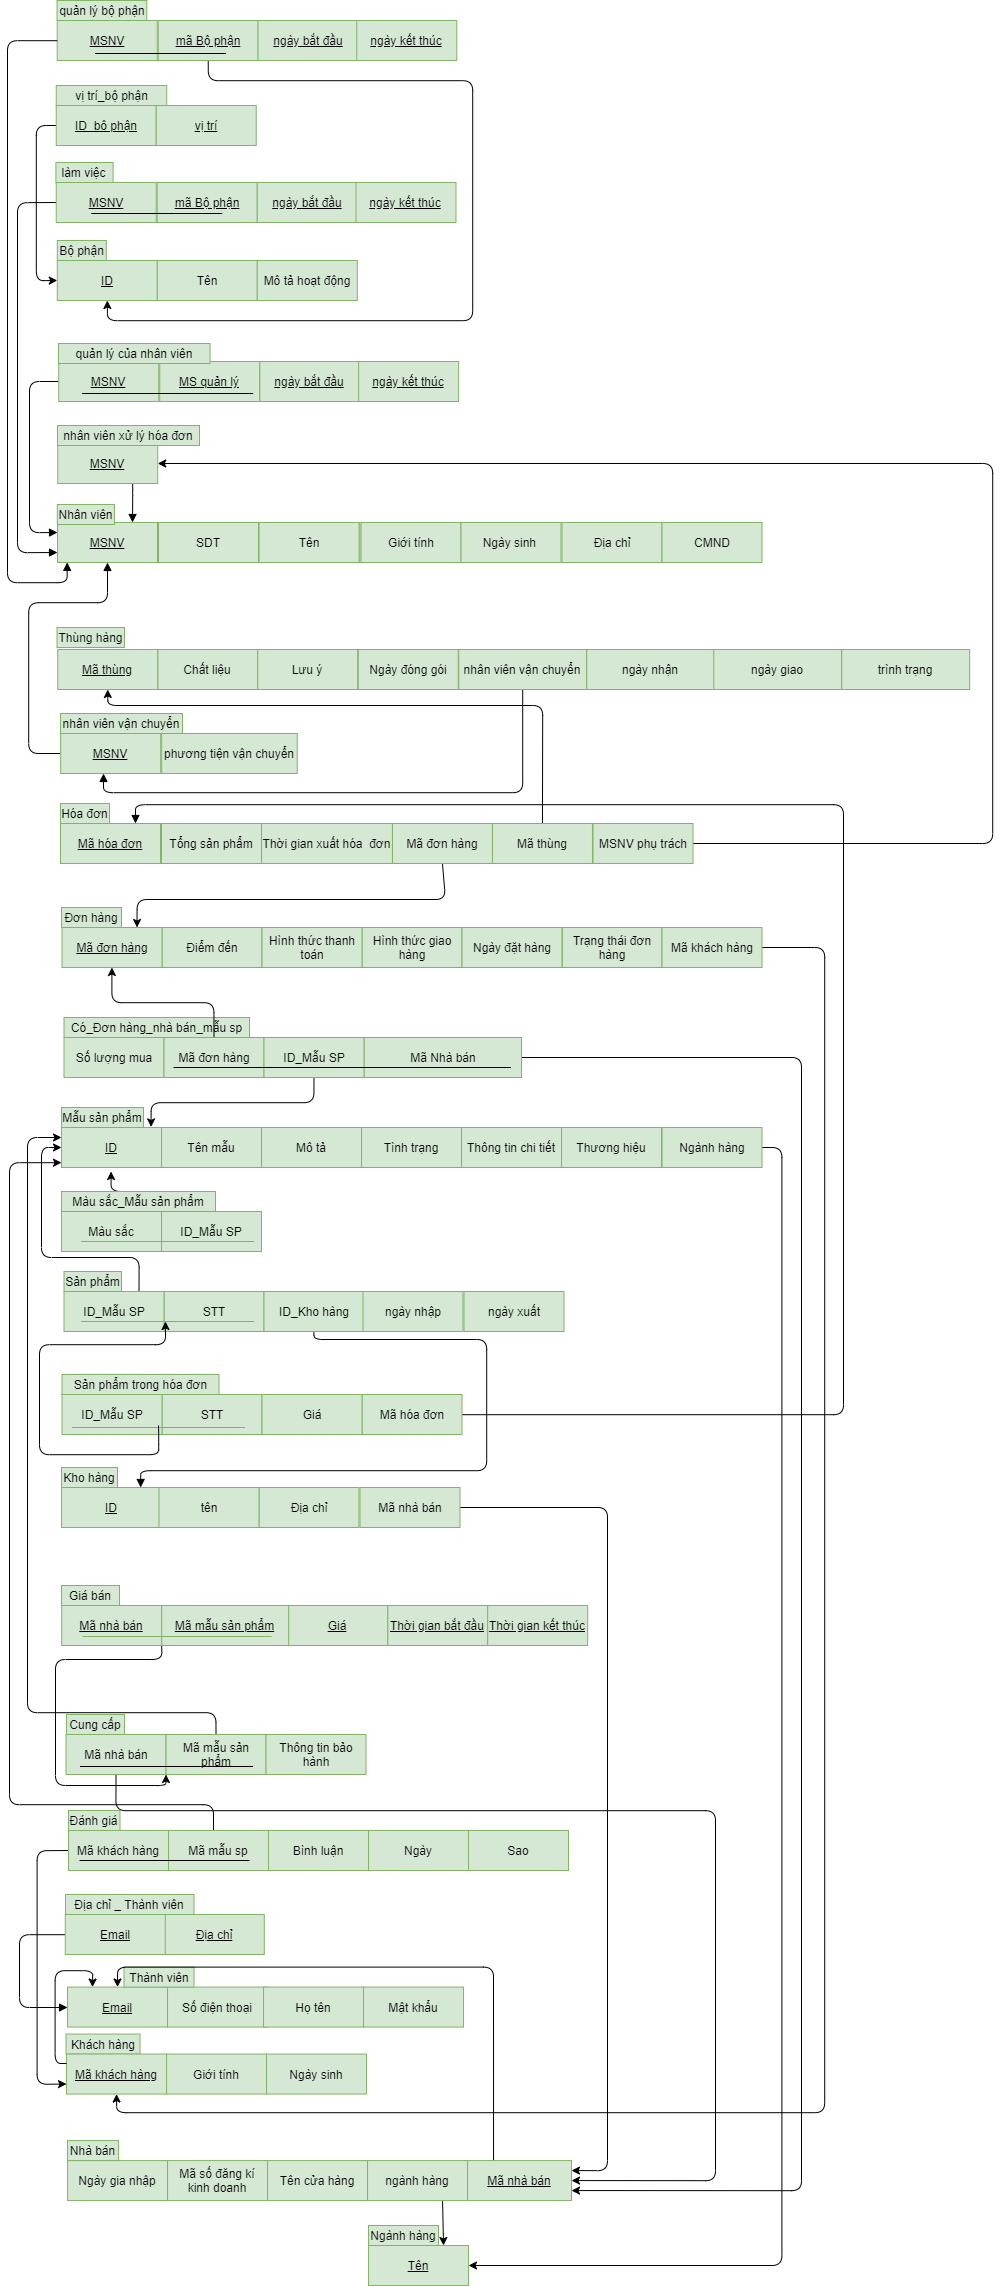 quản lý bộ phận
MSNV mã Bộ phận ngày bắt đầu ngày kết thúc
vị trí_bộ phận
ID_bô phận vị trí
làm việc
MSNV mã Bộ phận ngày bắt đầu ngày kết thúc
Bộ phận
ID Tên Mô tả hoạt động
quản lý của nhân viên
MSNV MS quản lý ngày bắt đầu ngày kết thúc
nhân viên xử lý hóa đơn
MSNV
Nhân viên
MSNV SDT Tên Giới tính Ngày sinh Địa chỉ CMND
Thùng hàng
Mã thùng Chất liệu Lưu ý Ngày đóng gói nhân viên vận chuyển ngày nhận ngày giao trình trạng
nhân viên vận chuyển
MSNV phương tiện vận chuyển
Hóa đơn
Mã hóa đơn Tổng sản phẩm Thời gian xuất hóa đơn Mã đơn hàng Mã thùng MSNV phụ trách
Đơn hàng
Mã đơn hàng Điểm đến Hình thức thanh toán Hình thức giao hàng Ngày đặt hàng Trạng thái đơn hàng Mã khách hàng
Có_Đơn hàng_nhà bán_mẫu sp
Số lượng mua Mã đơn hàng ID_Mẫu SP Mã Nhà bán
Mẫu sản phẩm
ID Tên mẫu Mô tả Tình trạng Thông tin chi tiết Thương hiệu Ngành hàng
Màu sắc_Mẫu sản phẩm
Màu sắc ID_Mẫu SP
Sản phẩm
ID_Mẫu SP STT ID_Kho hàng ngày nhập ngày xuất
Sản phẩm trong hóa đơn
ID_Mẫu SP STT Giá Mã hóa đơn
Kho hàng
ID tên Địa chỉ Mã nhà bán
Giá bán
Mã nhà bán Mã mẫu sản phẩm Giá Thời gian bắt đầu Thời gian kết thúc
Cung cấp
Mã nhà bán Mã mẫu sản phẩm Thông tin bảo hành
Đánh giá
Mã khách hàng Mã mẫu sp Bình luận Ngày Sao
Địa chỉ _ Thành viên
Email Địa chỉ
Thành viên
Email Số điện thoại Họ tên Mật khẩu
Khách hàng
Mã khách hàng Giới tính Ngày sinh
Nhà bán
Ngày gia nhập Mã số đăng kí kinh doanh Tên cửa hàng ngành hàng Mã nhà bán
Ngành hàng
Tên